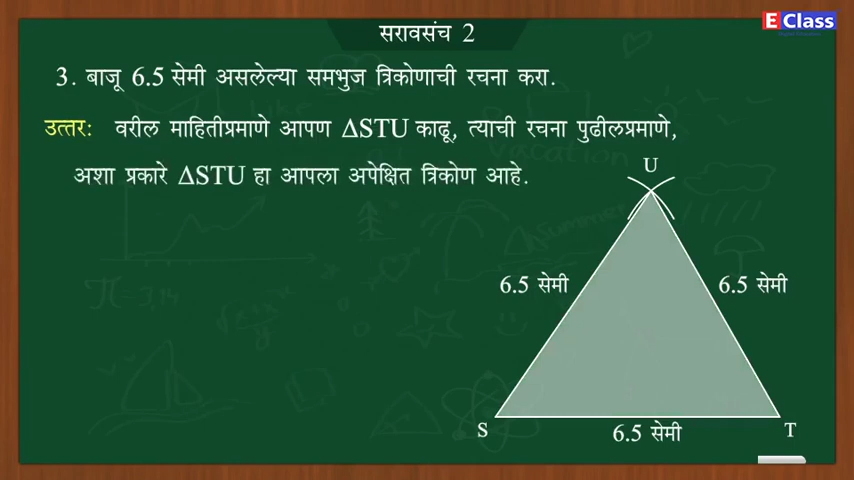 सरावसंच 2
E Class
3. बाजू 6.5 सेमी असलेल्या समभुज त्रिकोणाची रचना करा.
उत्तर: वरील माहितीप्रमाणे आपण ΔSTU काढू, त्याची रचना पुढीलप्रमाणे,
अशा प्रकारे ΔSTU हा आपला अपेक्षित त्रिकोण आहे.
U
6.5 सेमी
6.5 सेमी
S
T
6.5 सेमी